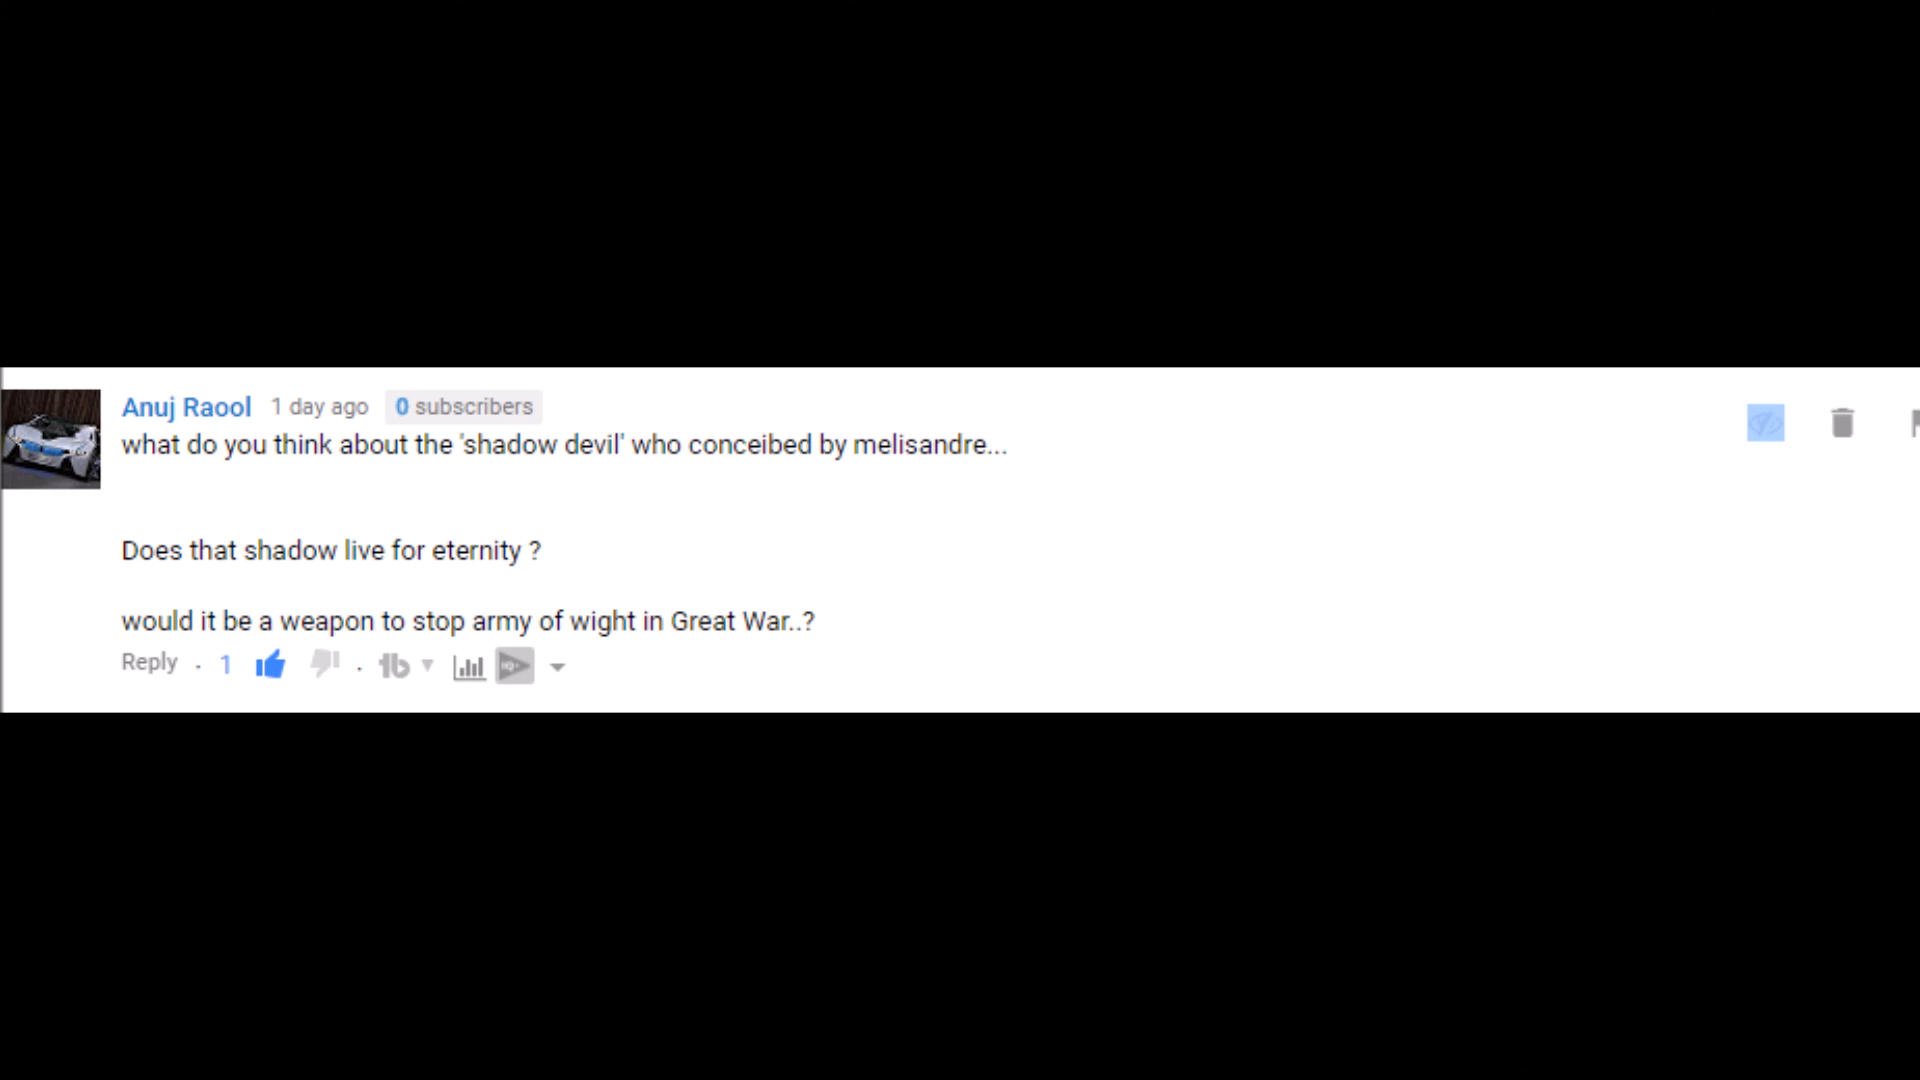 Anuj Raool 1 day ago 0 subscribers
what do you think about the 'shadow devil' who conceibed by melisandre...
Does that shadow live for eternity ?
would it be a weapon to stop army of wight in Great War..?
Reply . 1 . tb